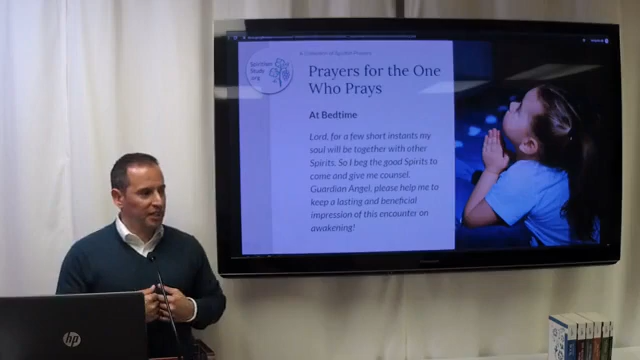 A Collection of Spiritist Prayers
Spiritism
Study
.org
Prayers for the One
Who Prays
At Bedtime
Lord, for a few short instants my
soul will be together with other
Spirits. So I beg the good Spirits to
come and give me counsel.
Guardian Angel, please help me to
keep a lasting and beneficial
impression of this encounter on
awakening!
hp